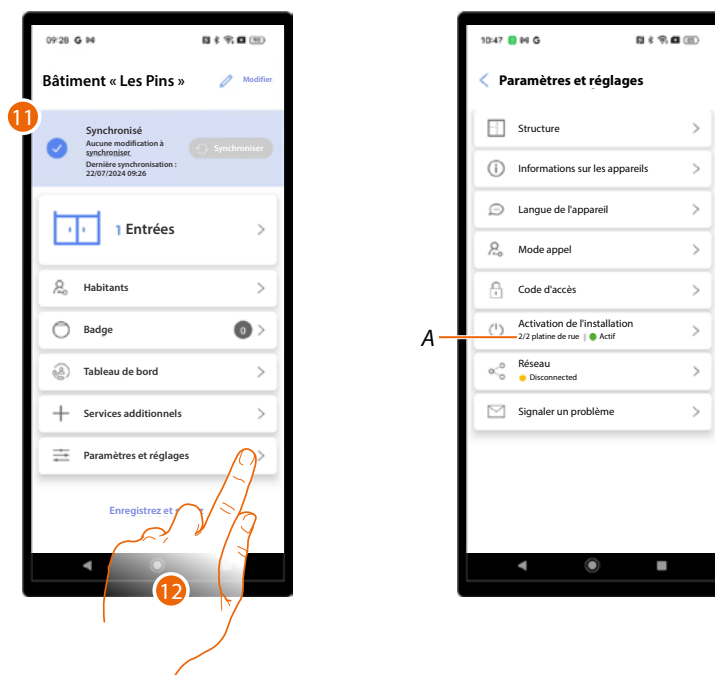 09:28 G
Bâtiment « Les Pins »
Modifier
11
Synchronisé
Aucune modification à
synchroniser
Dernière synchronisation :
22/07/2024 09:26
Synchroniser
1 Entrées
Habitants
Badge
0
Tableau de bord
Services additionnels
Paramètres et réglages
Enregistrez et
12
10:47 G
Paramètres et réglages
Structure
Informations sur les appareils
Langue de l'appareil
Mode appel
Code d'accès
A
Activation de l'installation
2/2 platine de rue | Actif
Réseau
Disconnected
Signaler un problème